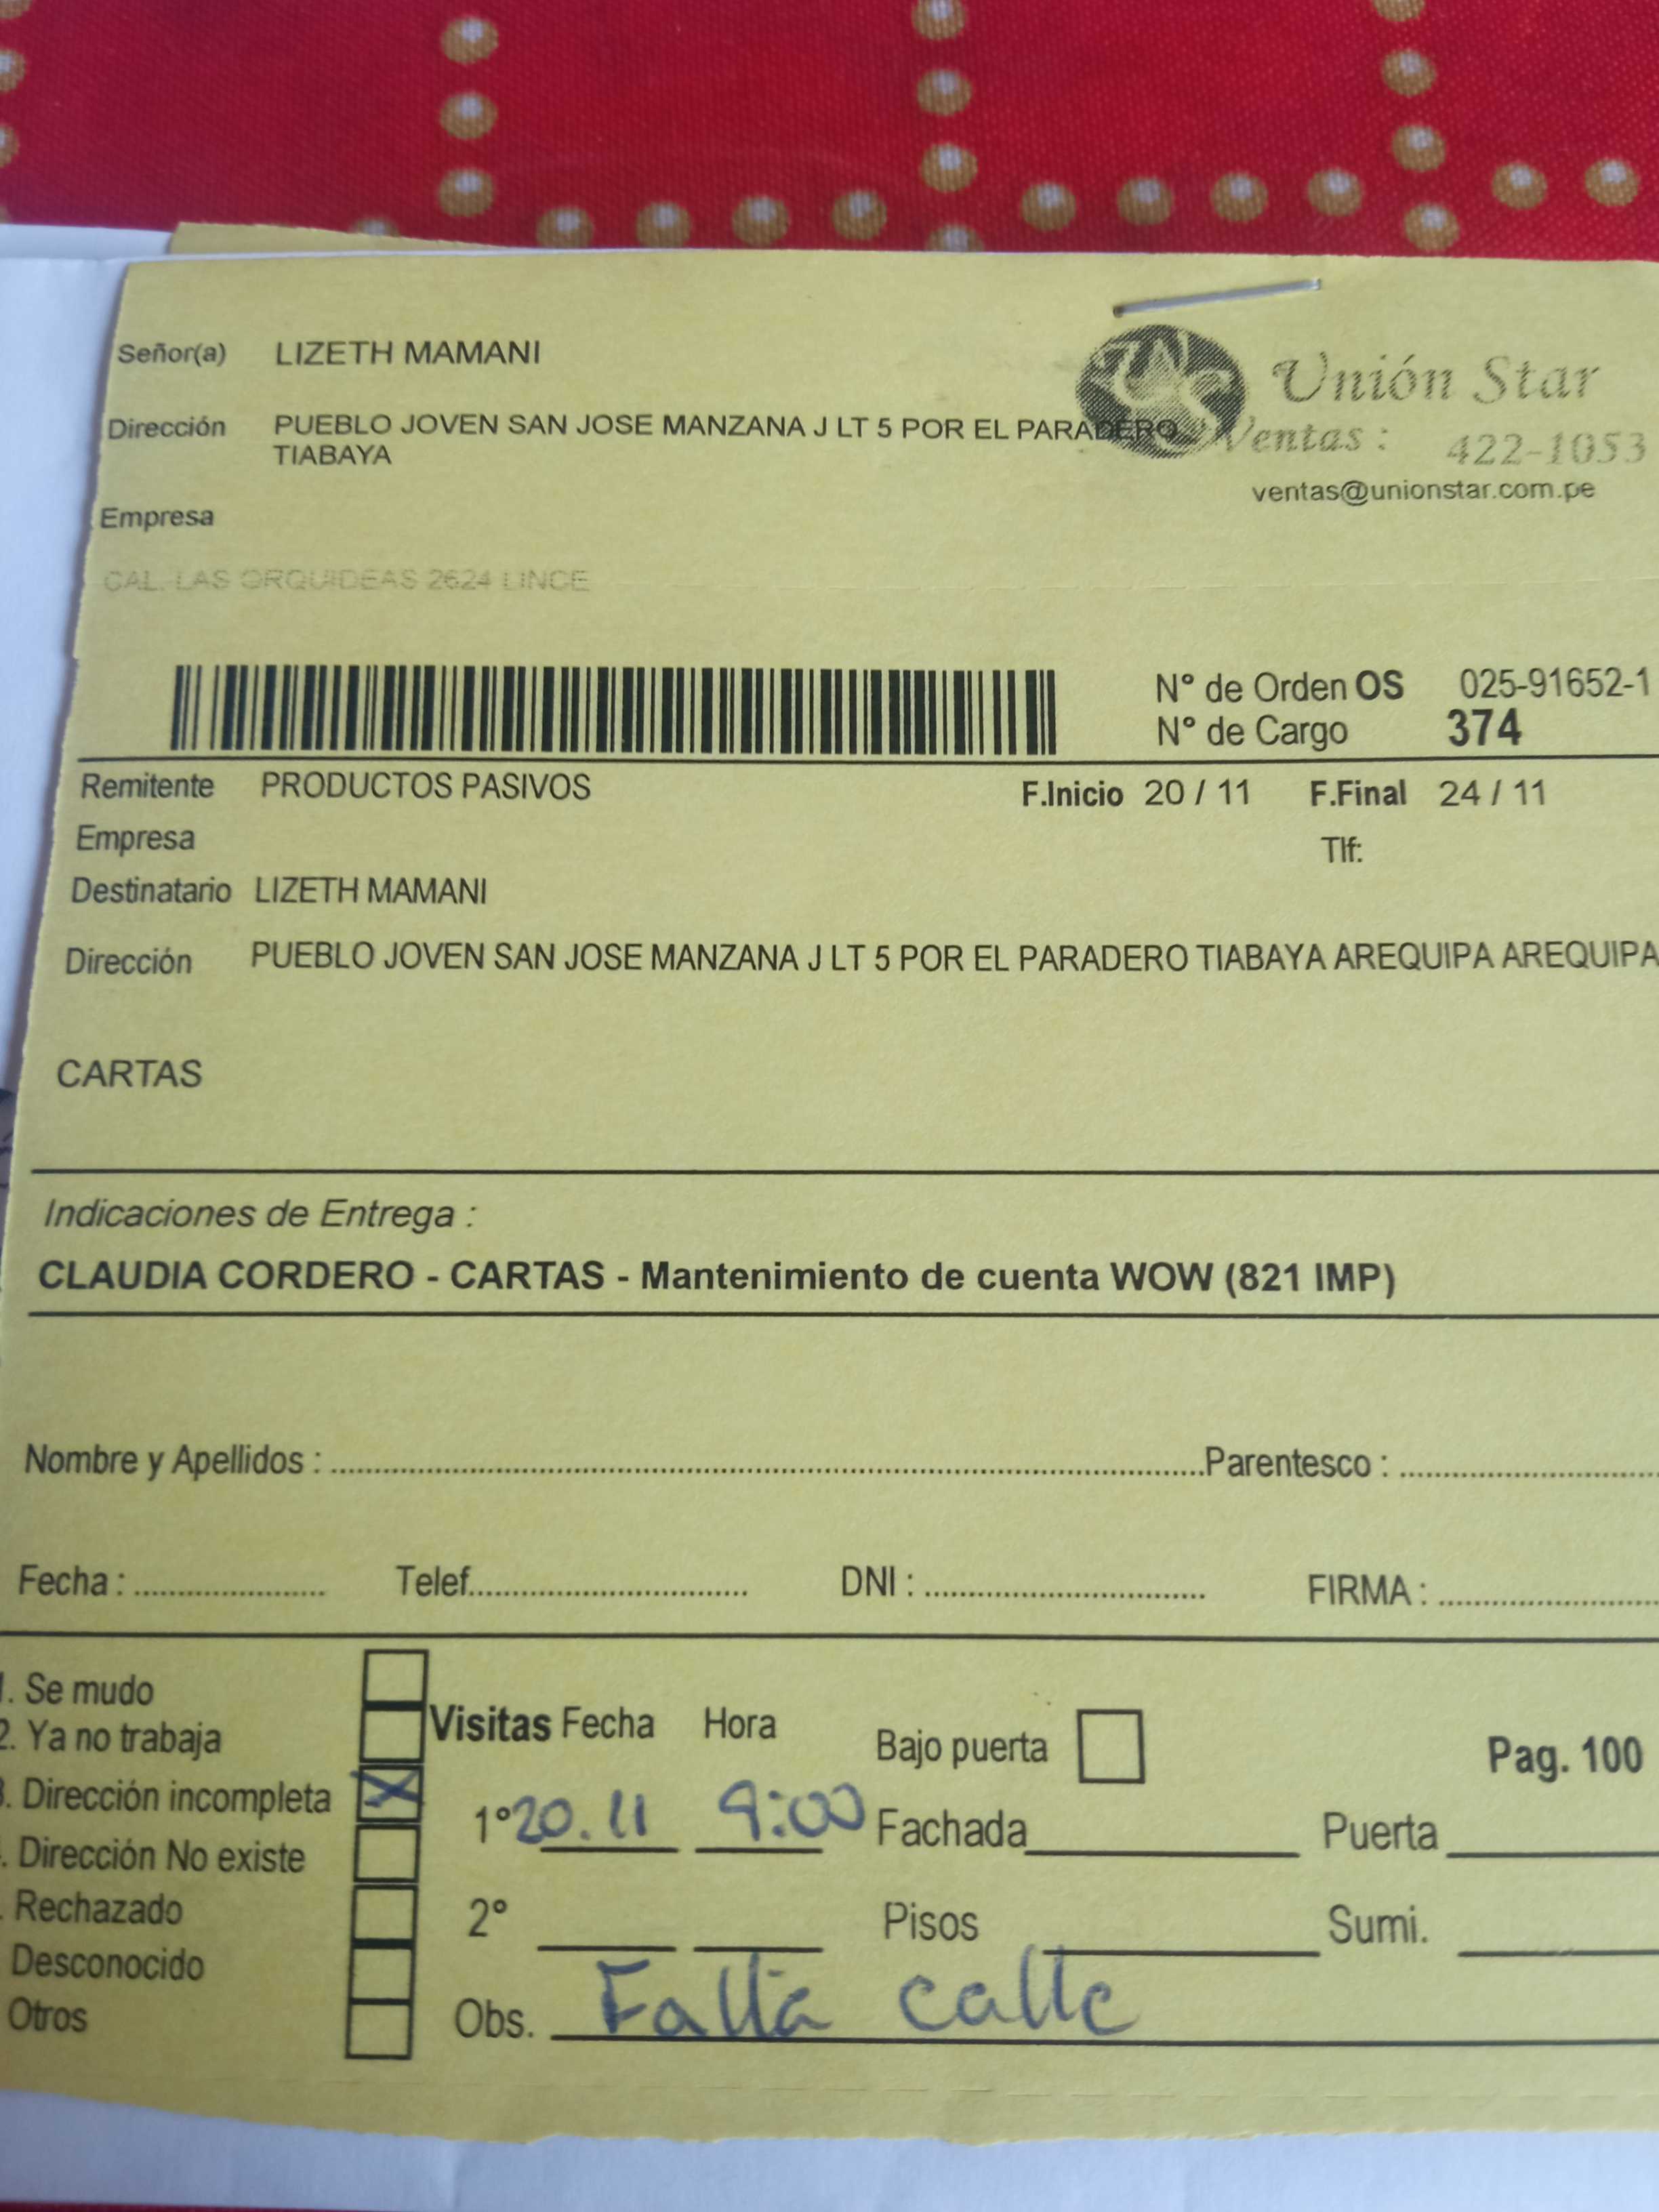 Señor(a) LIZETH MAMANI
Unión Star
Dirección PUEBLO JOVEN SAN JOSE MANZANA J LT 5 POR EL PARADERO
TIABAYA
Ventas : 422-1053
ventas@unionstar.com.pe
Empresa
CAL. LAS ORQUIDEAS 2624 LINCE
N° de Orden OS 025-91652-1
N° de Cargo 374
Remitente PRODUCTOS PASIVOS F.Inicio 20 / 11 F.Final 24 / 11
Empresa Tlf:
Destinatario LIZETH MAMANI
Dirección PUEBLO JOVEN SAN JOSE MANZANA J LT 5 POR EL PARADERO TIABAYA AREQUIPA AREQUIPA
CARTAS
Indicaciones de Entrega :
CLAUDIA CORDERO - CARTAS - Mantenimiento de cuenta WOW (821 IMP)
Nombre y Apellidos : Parentesco :
Fecha : Telef. DNI : FIRMA :
1. Se mudo
2. Ya no trabaja
Visitas Fecha Hora Bajo puerta Pag. 100
3. Dirección incompleta X
1° 20.11 9:00 Fachada Puerta
. Dirección No existe
. Rechazado
2° Pisos Sumi.
Desconocido
Otros
Obs. Falta calle